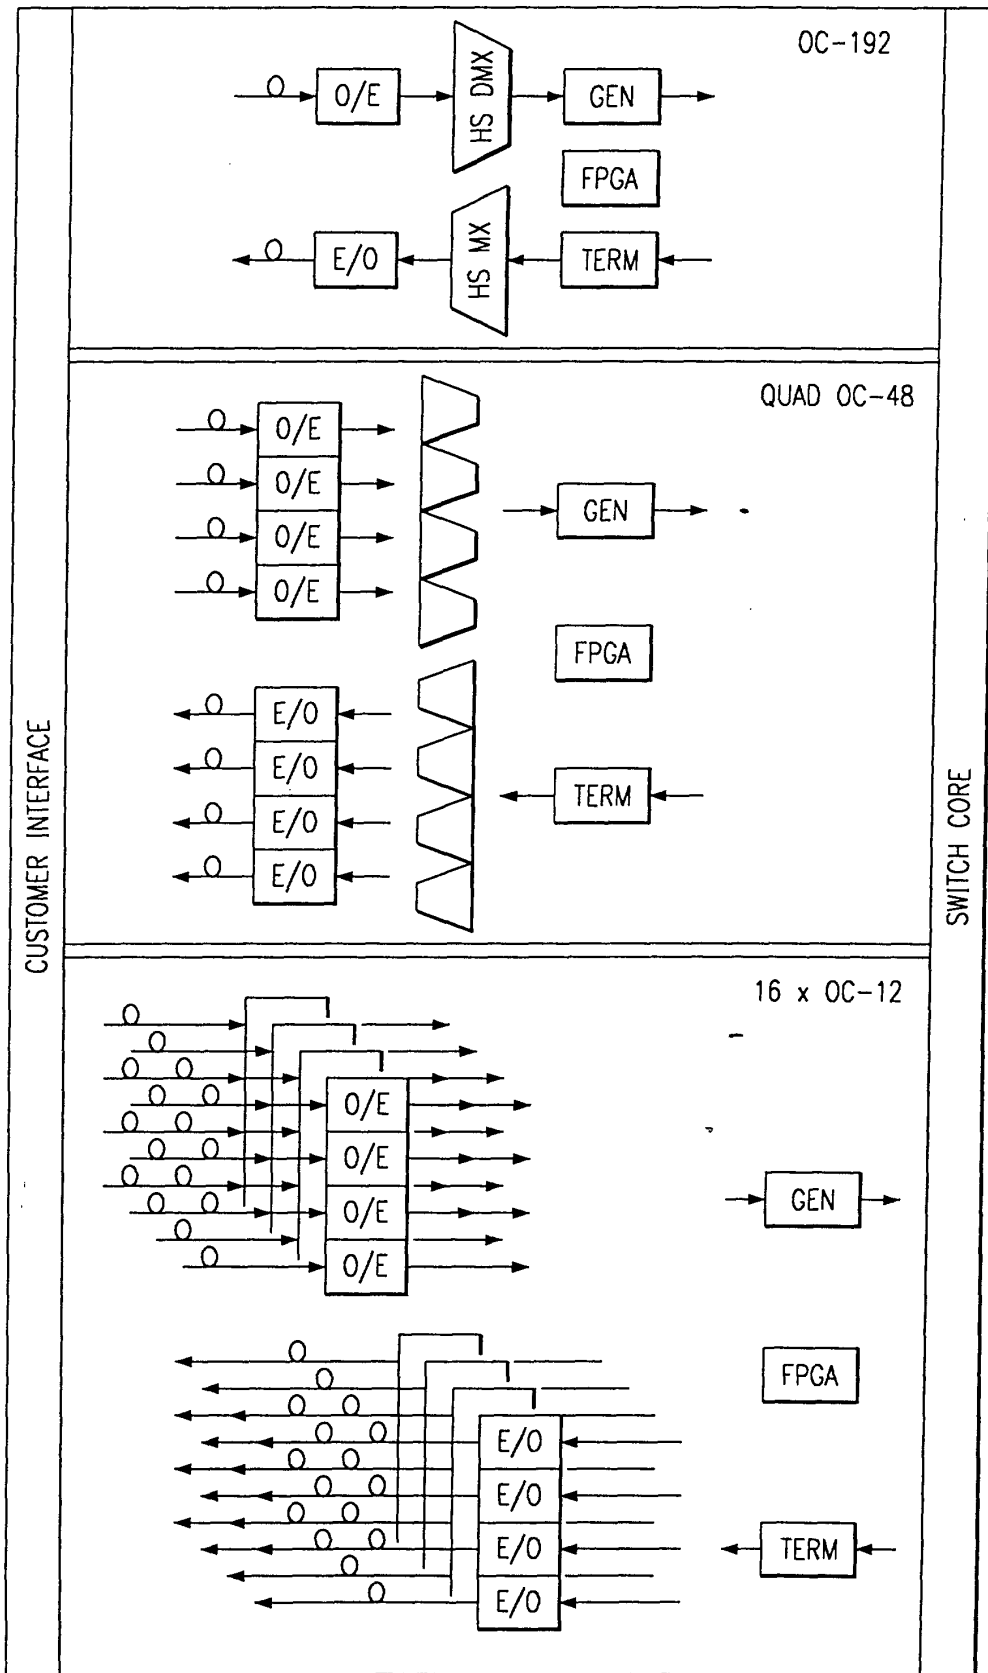 OC-192
O/E
HS DMX
GEN
FPGA
E/O
HS MX
TERM
QUAD OC-48
O/E
O/E
O/E
O/E
GEN
FPGA
E/O
E/O
E/O
E/O
TERM
CUSTOMER INTERFACE
SWITCH CORE
16 x OC-12
O/E
O/E
O/E
O/E
GEN
FPGA
E/O
E/O
E/O
E/O
TERM